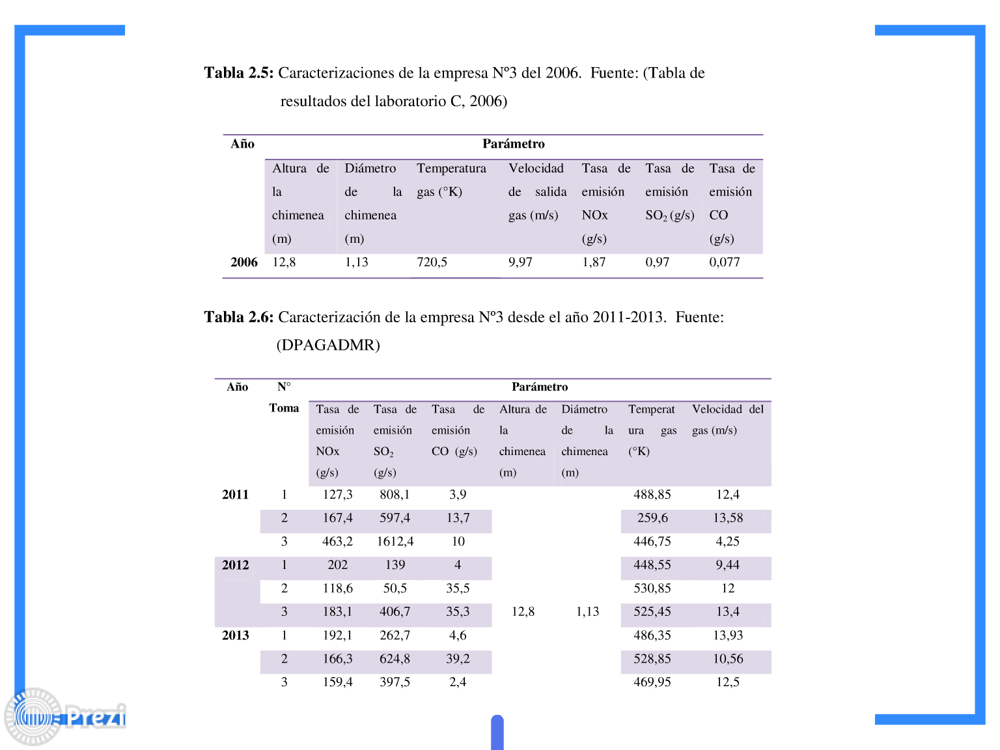 Tabla 2.5: Caracterizaciones de la empresa Nº3 del 2006. Fuente: (Tabla de
resultados del laboratorio C, 2006)
Año Parámetro
Altura de Diámetro Temperatura Velocidad Tasa de Tasa de Tasa de
la de la gas (°K) de salida emisión emisión emisión
chimenea chimenea gas (m/s) NOx SO2 (g/s) CO
(m) (m) (g/s) (g/s)
2006 12,8 1,13 720,5 9,97 1,87 0,97 0,077
Tabla 2.6: Caracterización de la empresa Nº3 desde el año 2011-2013. Fuente:
(DPAGADMR)
Año N° Parámetro
Toma Tasa de Tasa de Tasa de Altura de Diámetro Temperat Velocidad del
emisión emisión emisión la de la ura gas gas (m/s)
NOx SO2 CO (g/s) chimenea chimenea (°K)
(g/s) (g/s) (m) (m)
2011 1 127,3 808,1 3,9 488,85 12,4
2 167,4 597,4 13,7 259,6 13,58
3 463,2 1612,4 10 446,75 4,25
2012 1 202 139 4 448,55 9,44
2 118,6 50,5 35,5 530,85 12
3 183,1 406,7 35,3 12,8 1,13 525,45 13,4
2013 1 192,1 262,7 4,6 486,35 13,93
2 166,3 624,8 39,2 528,85 10,56
3 159,4 397,5 2,4 469,95 12,5
Prezi